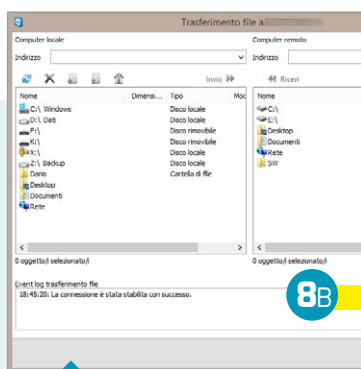 Trasferimento file a
Computer locale
Computer remoto
Indirizzo
Indirizzo
Invio
Ricevi
Nome Dimensi... Tipo Mod
Nome
C:\ Windows Disco locale
D:\ Dati Disco locale
F:\ Disco rimovibile
K:\ Disco rimovibile
X:\ Disco locale
Z:\ Backup Disco locale
Dario Cartella di file
Desktop
Documenti
Rete
C:\
E:\
Desktop
Documenti
Rete
SW
0 oggetto/i selezionato/i
0 oggetto/i selezionato/i
Event log trasferimento file
18:45:20: La connessione è stata stabilita con successo.
8B